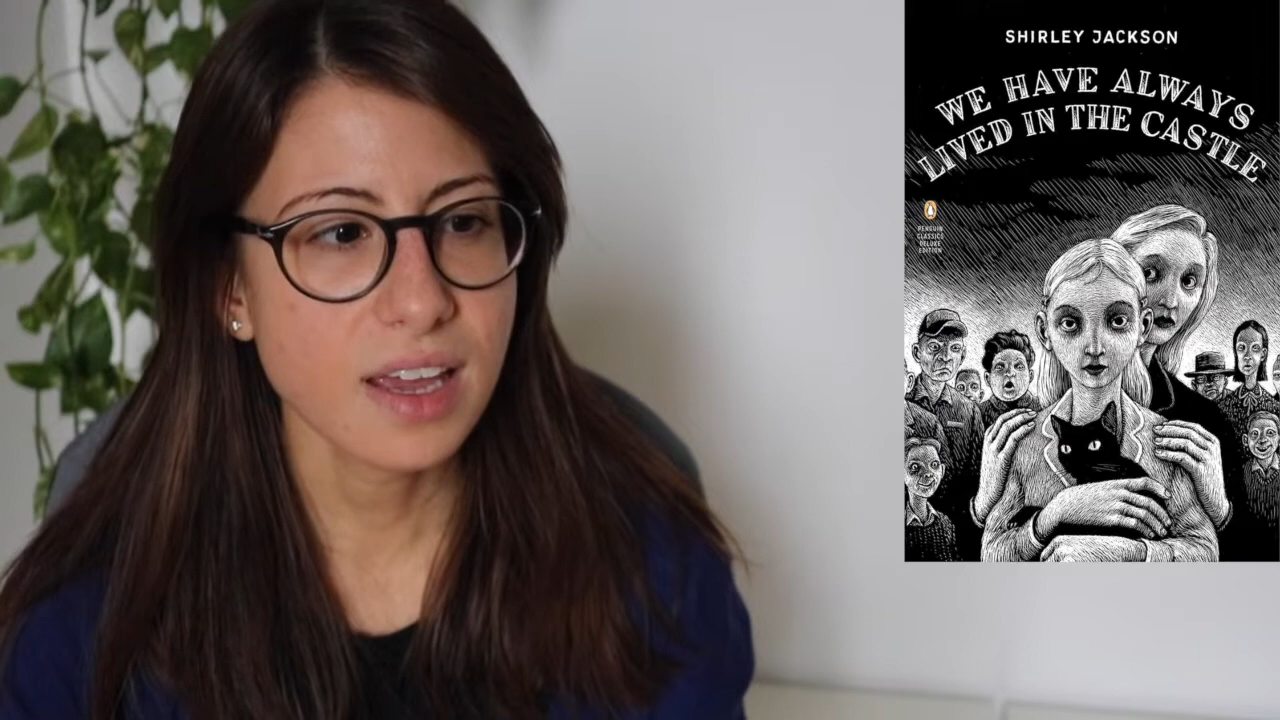 SHIRLEY JACKSON
WE HAVE ALWAYS
LIVED IN THE CASTLE
PENGUIN
CLASSICS
DELUXE
EDITION